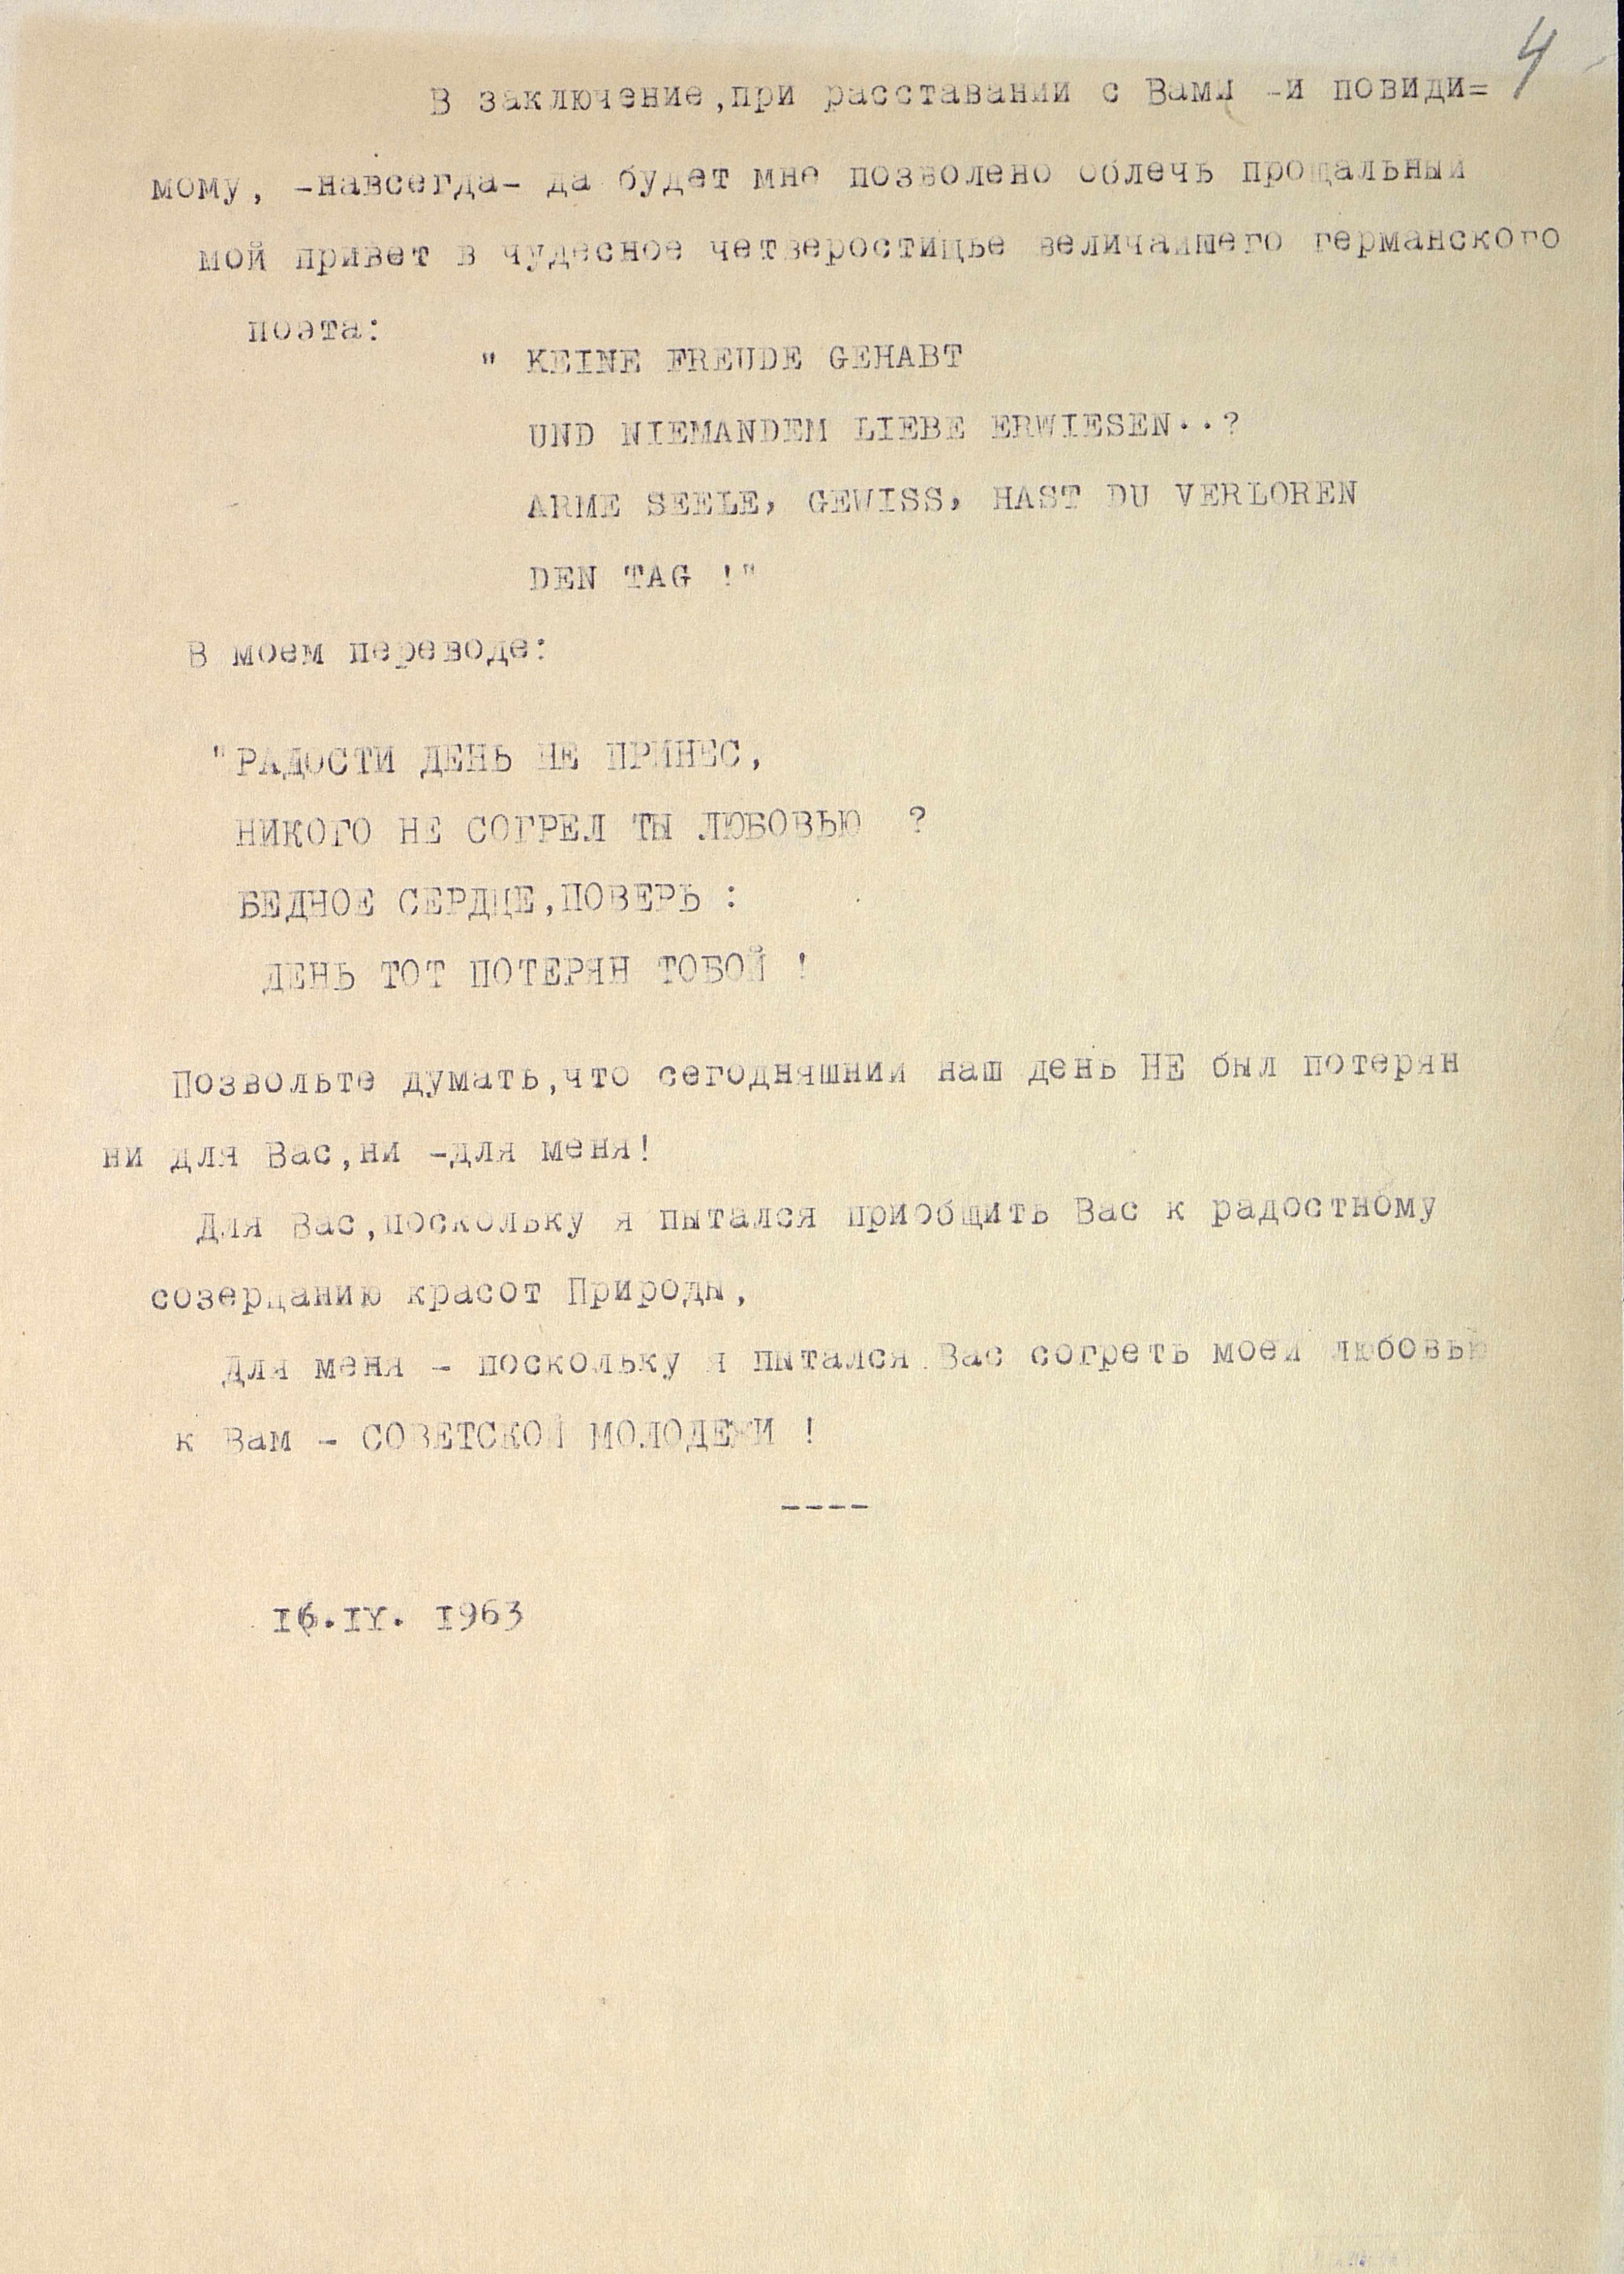 4
В заключение,при расставании с Вами -и повиди=
мому, -навсегда- да будет мне позволено облечь прощальный
мой привет в чудесное четверостицье величайшего германского
поэта:
" KEINE FREUDE GEHABT
UND NIEMANDEM LIEBE ERWIESEN..?
ARME SEELE, GEWISS, HAST DU VERLOREN
DEN TAG !"
В моем переводе:
"РАДОСТИ ДЕНЬ НЕ ПРИНЕС,
НИКОГО НЕ СОГРЕЛ ТЫ ЛЮБОВЬЮ ?
БЕДНОЕ СЕРДЦЕ,ПОВЕРЬ :
ДЕНЬ ТОТ ПОТЕРЯН ТОБОЙ !
Позвольте думать,что сегодняшний наш день НЕ был потерян
ни для Вас,ни -для меня!
Для Вас,поскольку я пытался приобщить Вас к радостному
созерцанию красот Природы,
Для меня - поскольку я пытался Вас согреть моей любовью
к Вам - СОВЕТСКОЙ МОЛОДЕЖИ !
----
I6.IY. I963